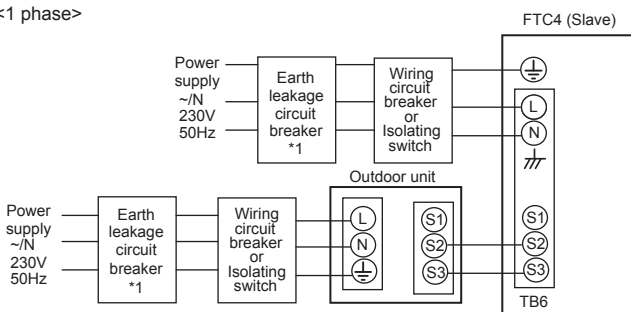 <1 phase>
FTC4 (Slave)
Power
supply
~/N
230V
50Hz
Earth
leakage
circuit
breaker
*1
Wiring
circuit
breaker
or
Isolating
switch
L
N
Outdoor unit
Power
supply
~/N
230V
50Hz
Earth
leakage
circuit
breaker
*1
Wiring
circuit
breaker
or
Isolating
switch
L
N
S1
S2
S3
S1
S2
S3
TB6